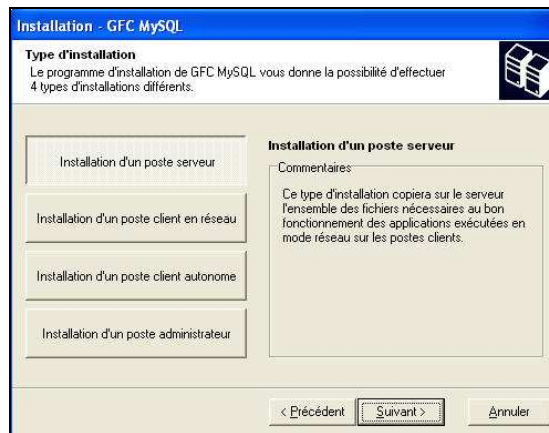 Installation - GFC MySQL
Type d'installation
Le programme d'installation de GFC MySQL vous donne la possibilité d'effectuer
4 types d'installations différents.
Installation d'un poste serveur
Installation d'un poste client en réseau
Installation d'un poste client autonome
Installation d'un poste administrateur
Installation d'un poste serveur
Commentaires
Ce type d'installation copiera sur le serveur
l'ensemble des fichiers nécessaires au bon
fonctionnement des applications exécutées en
mode réseau sur les postes clients.
< Précédent
Suivant >
Annuler